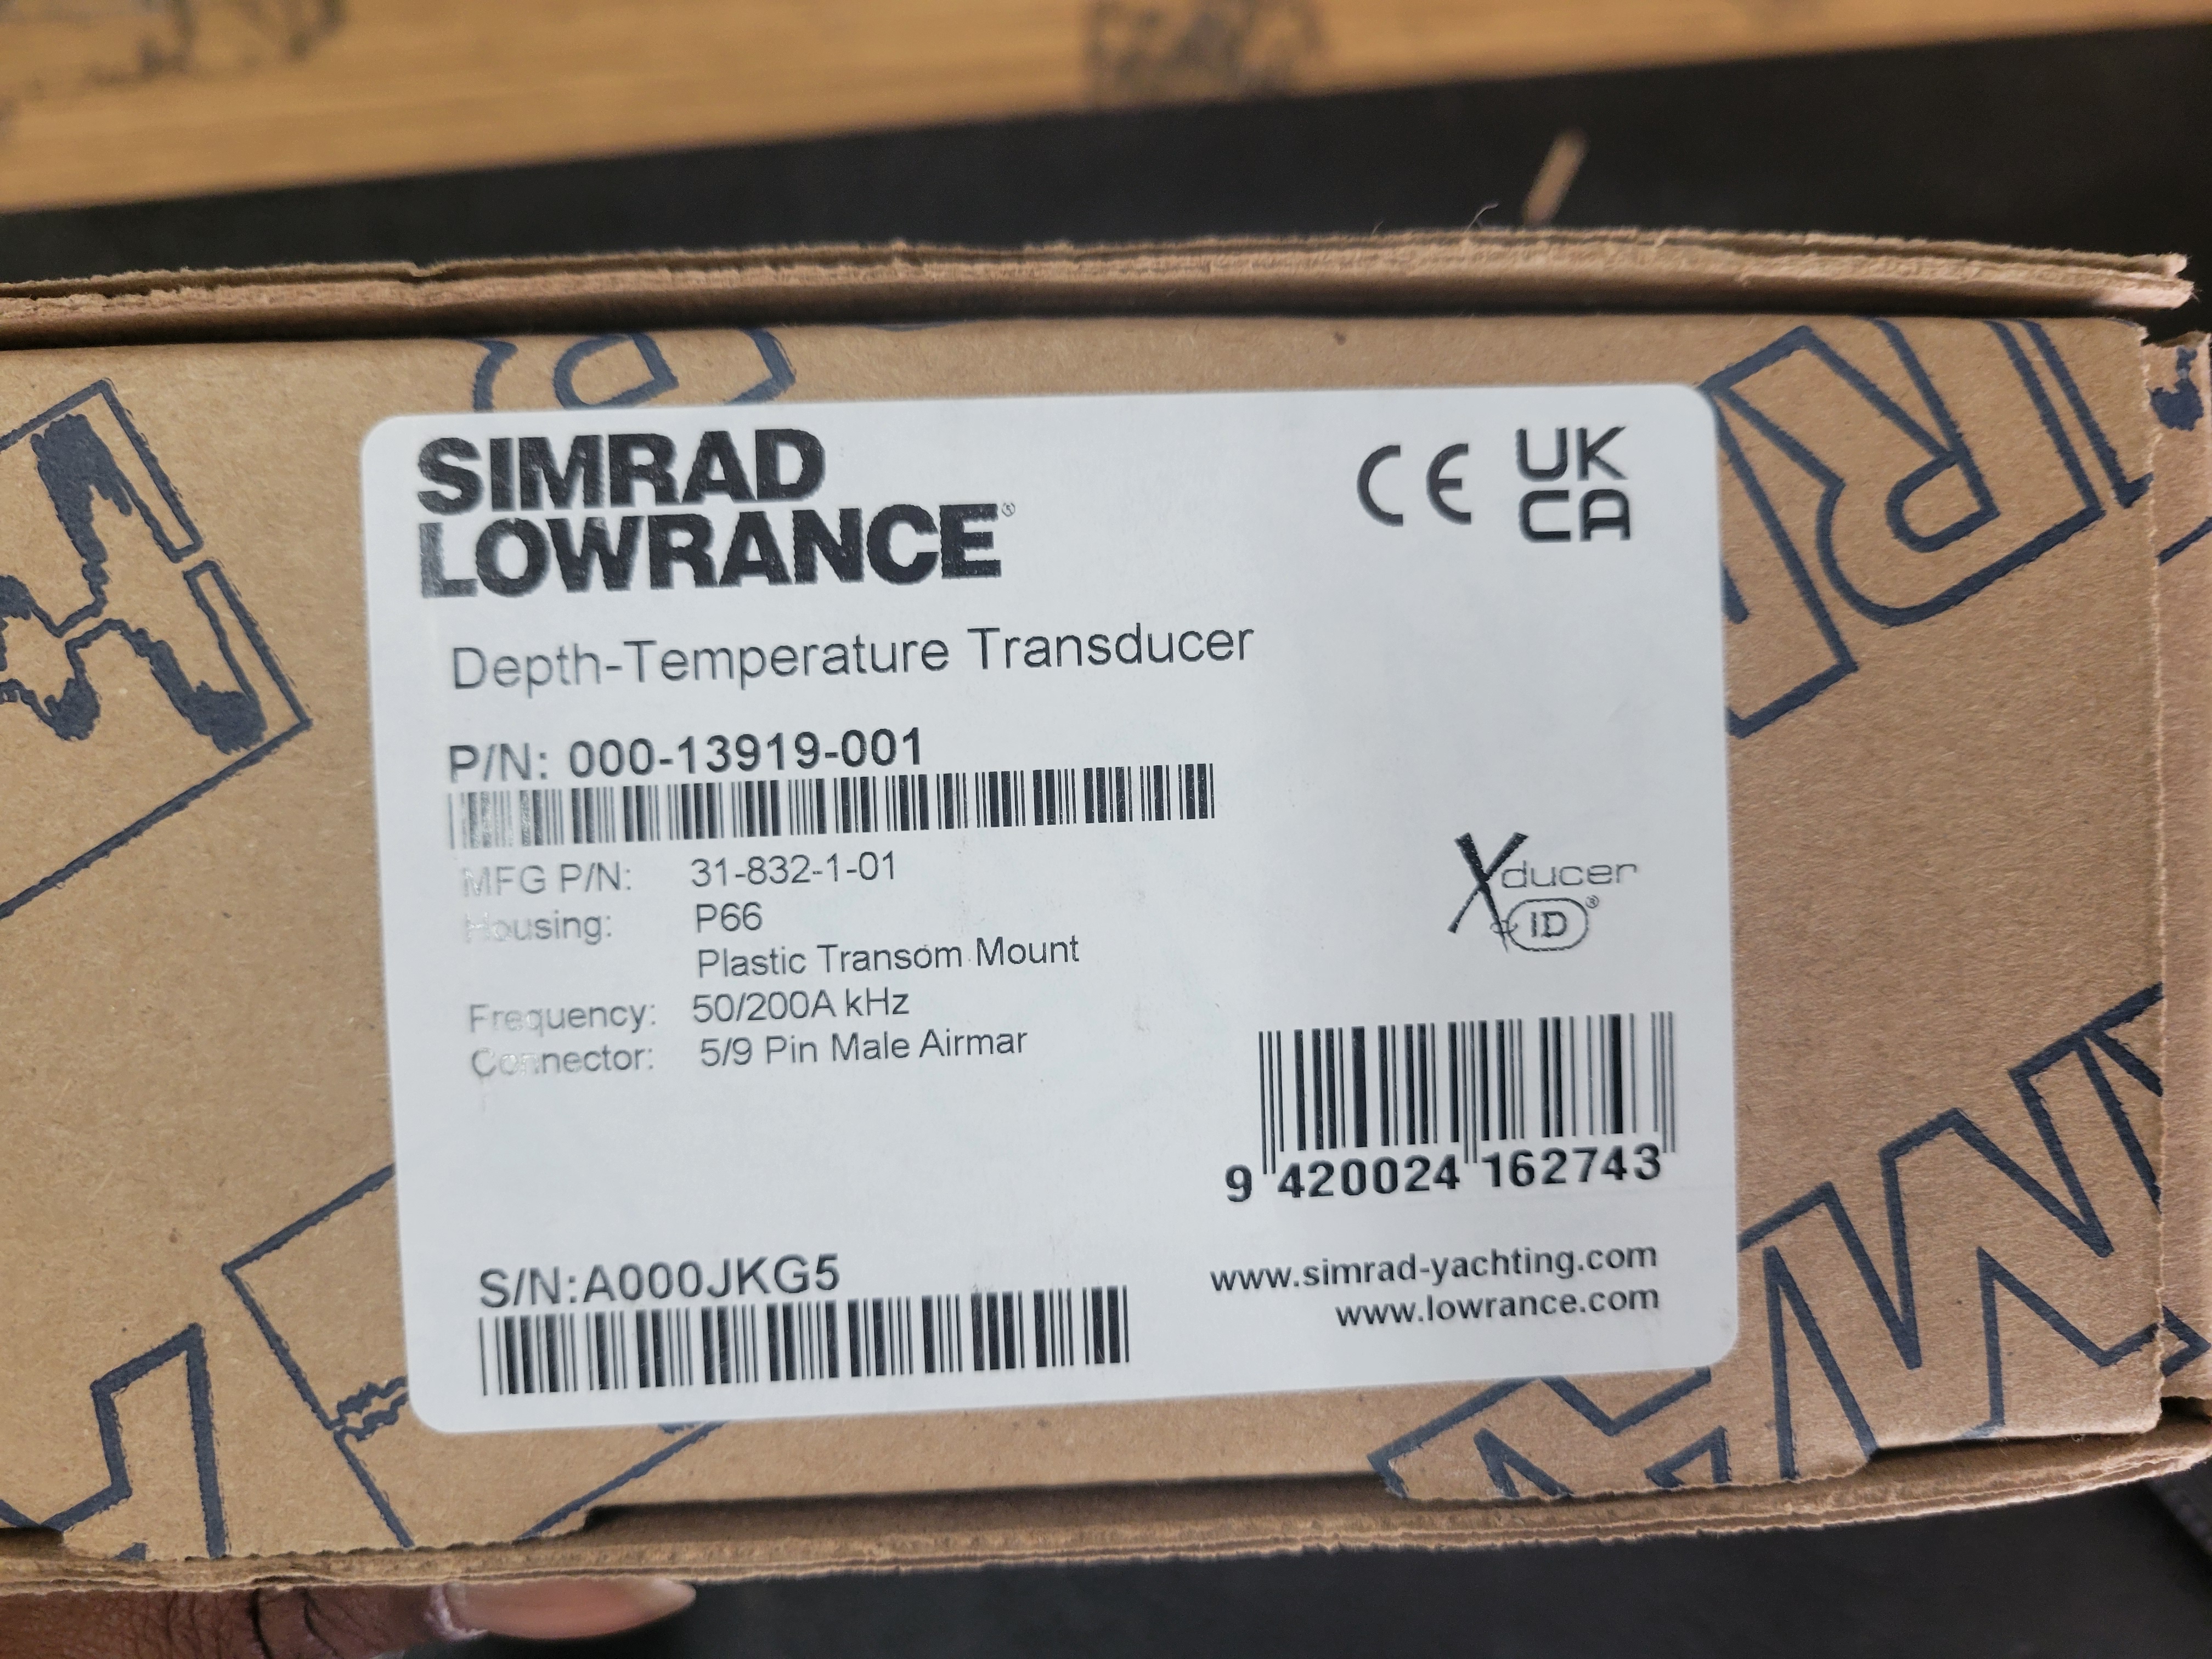 SIMRAD
LOWRANCE®
CE UK CA
Depth-Temperature Transducer
P/N: 000-13919-001
MFG P/N: 31-832-1-01
Housing: P66
Plastic Transom Mount
Frequency: 50/200A kHz
Connector: 5/9 Pin Male Airmar
Xducer
ID®
9 420024 162743
S/N:A000JKG5
www.simrad-yachting.com
www.lowrance.com